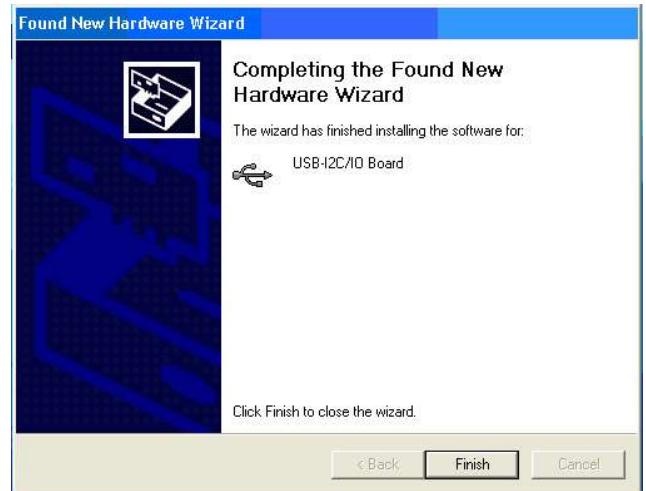 Found New Hardware Wizard
Completing the Found New
Hardware Wizard
The wizard has finished installing the software for:
USB-I2C/IO Board
Click Finish to close the wizard.
< Back
Finish
Cancel